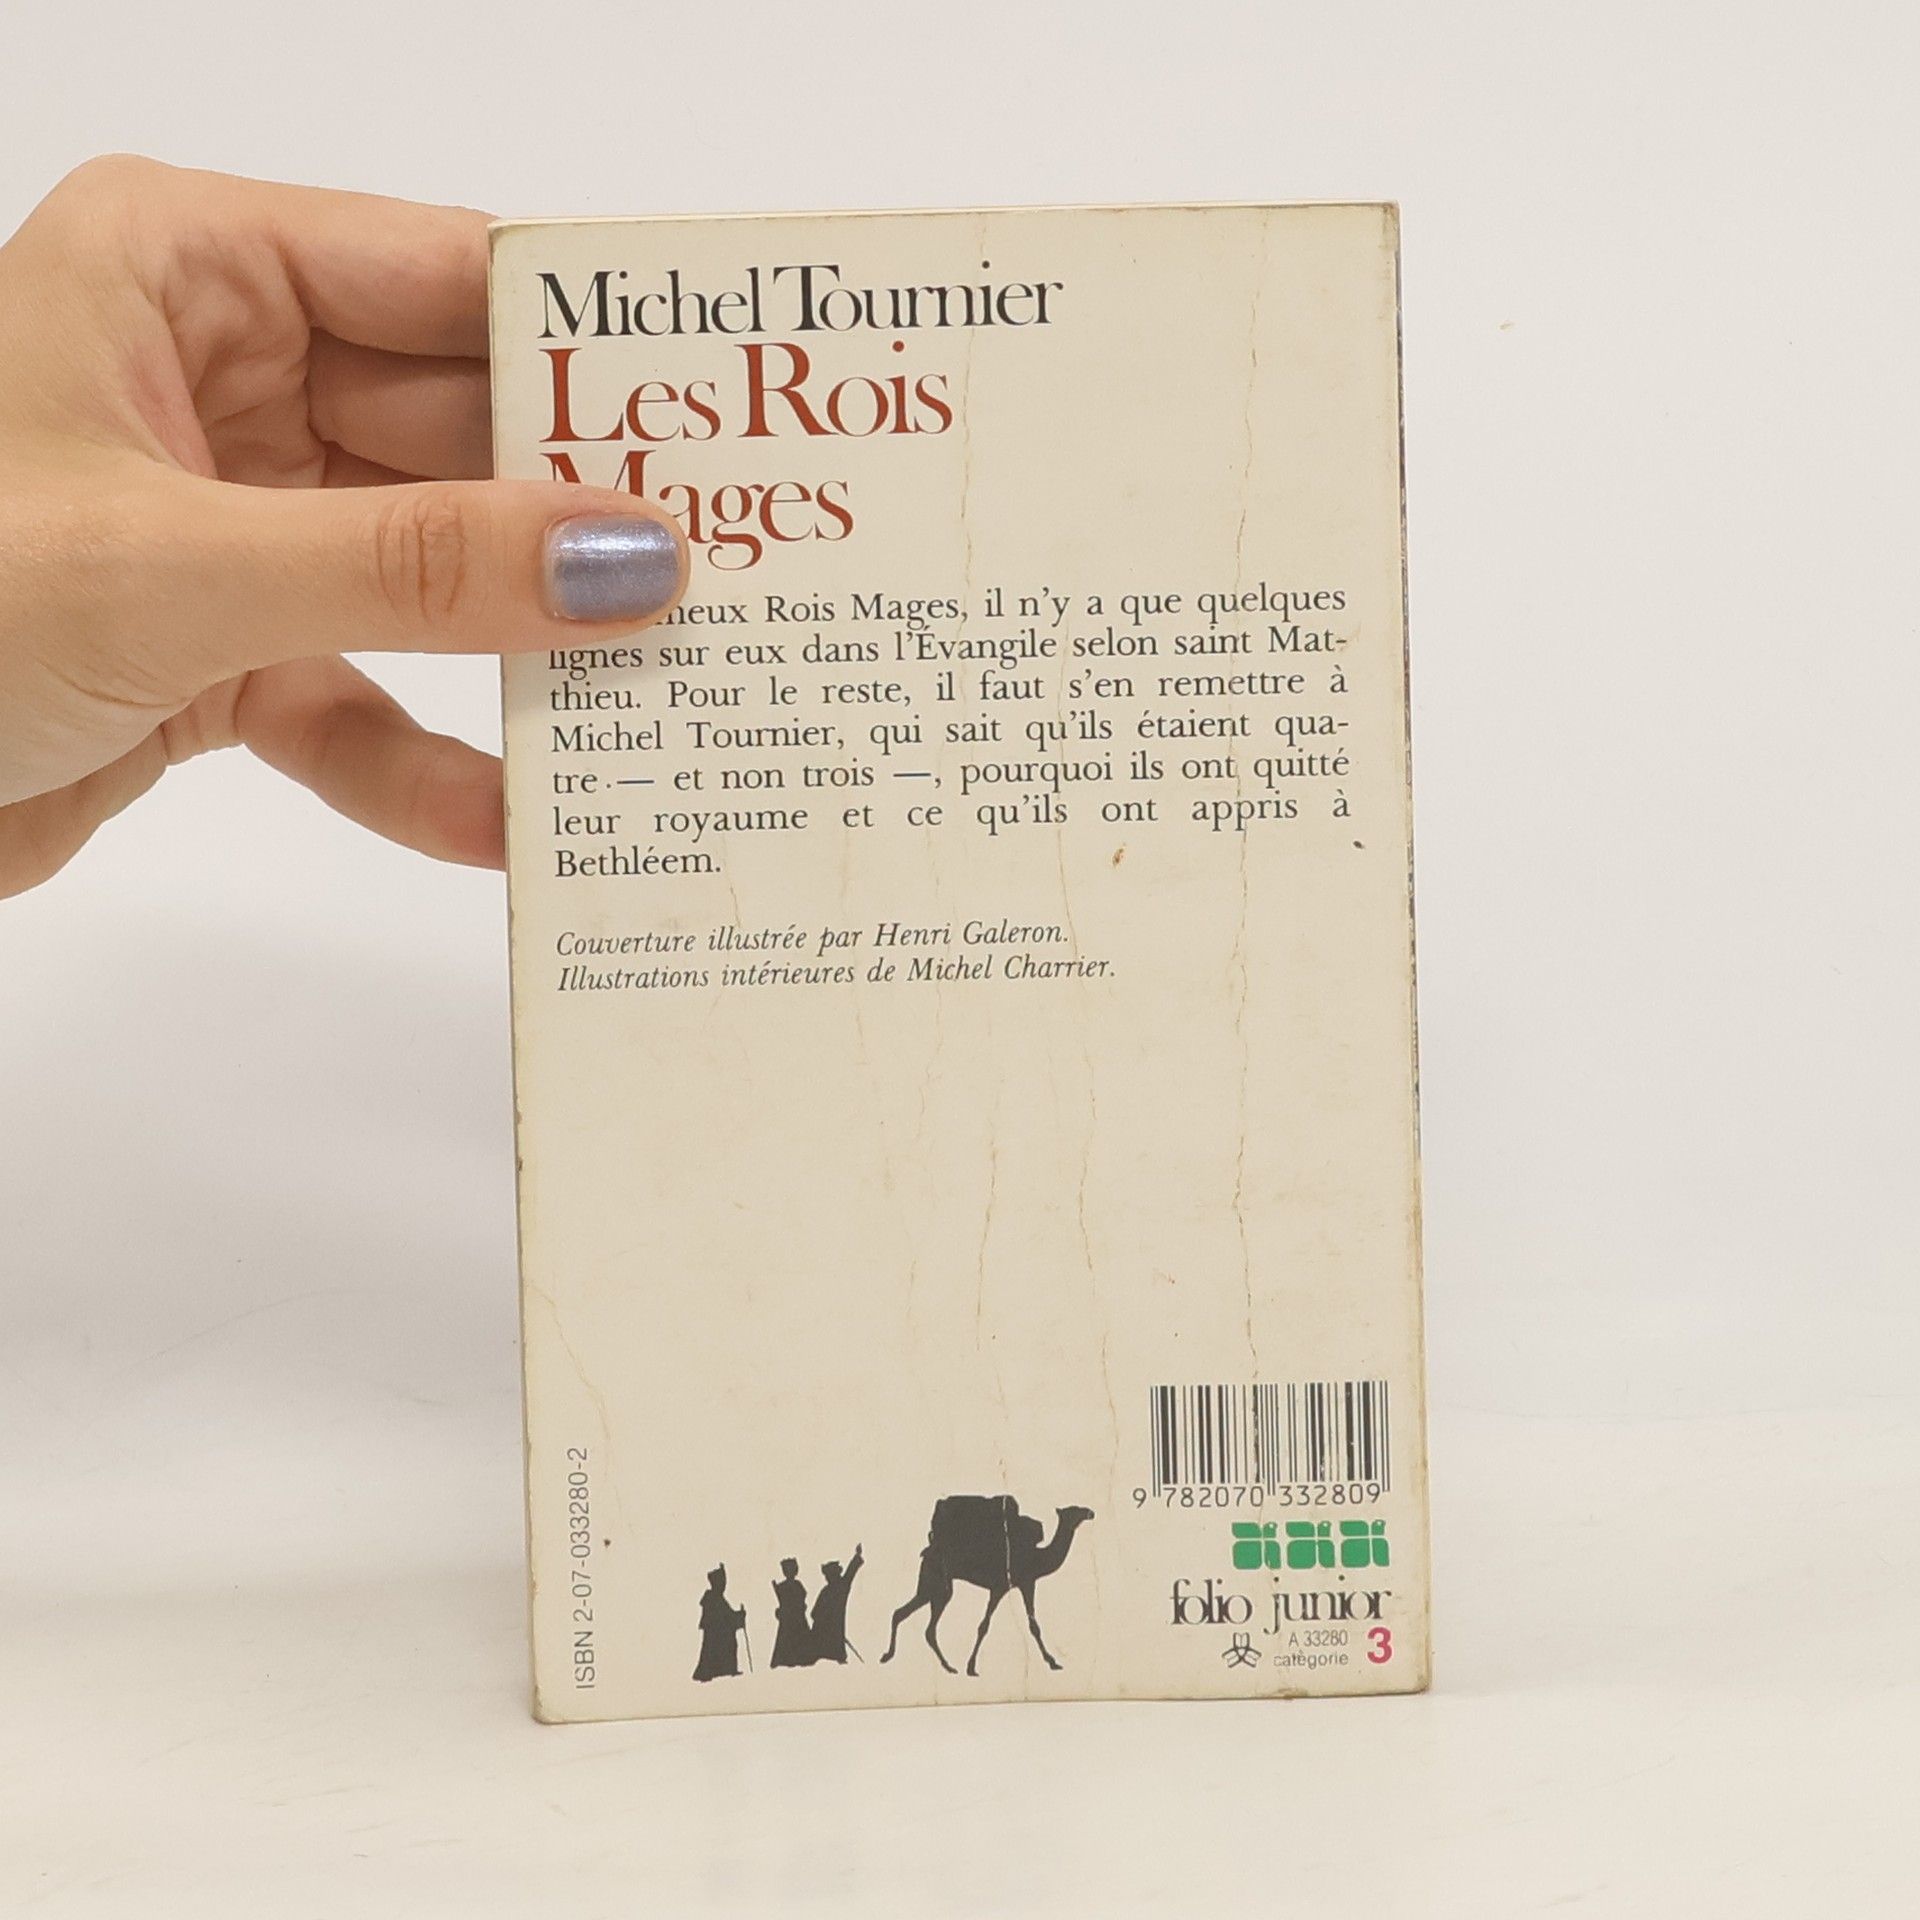 Michel Tournier
Les Rois
Mages
Rois Mages, il n'y a que quelques
lignes sur eux dans l'Évangile selon saint Mat-
thieu. Pour le reste, il faut s'en remettre à
Michel Tournier, qui sait qu'ils étaient qua-
tre — et non trois —, pourquoi ils ont quitté
leur royaume et ce qu'ils ont appris à
Bethléem.
Couverture illustrée par Henri Galeron.
Illustrations intérieures de Michel Charrier.
ISBN 2-07-033280-2
9 782070 332809
folio junior
A 33280
catégorie 3